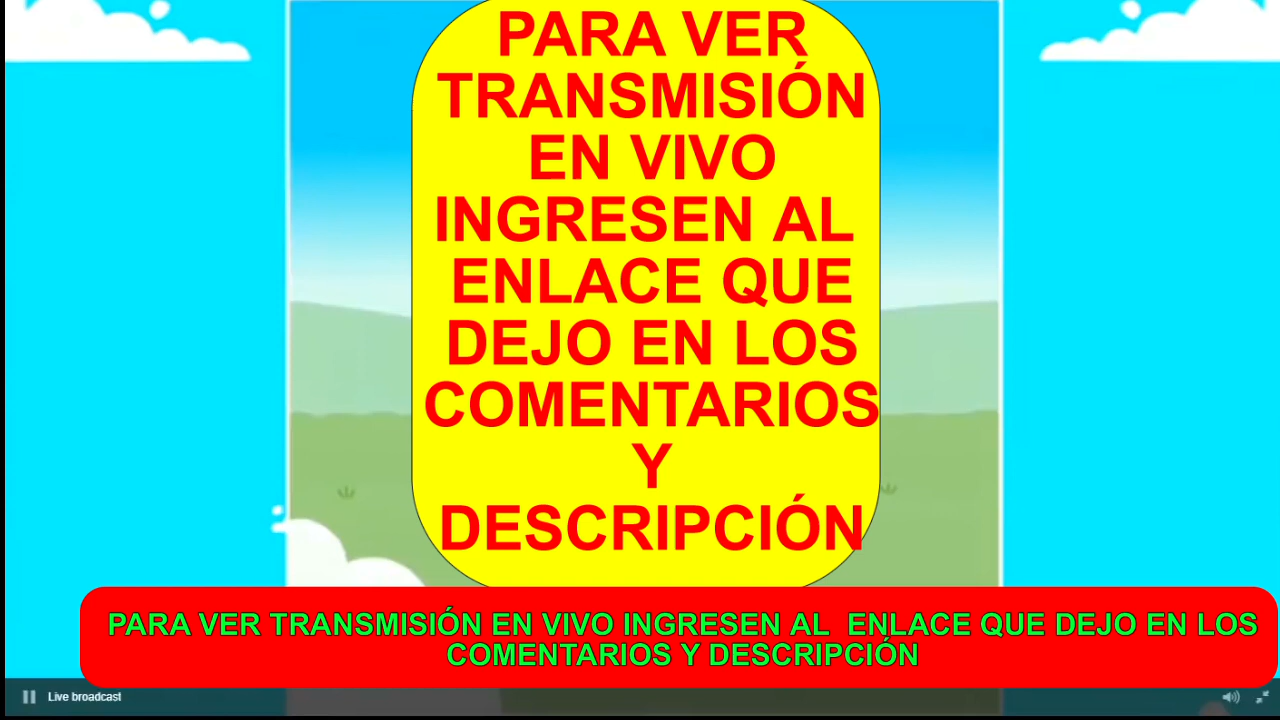 PARA VER
TRANSMISIÓN
EN VIVO
INGRESEN AL
ENLACE QUE
DEJO EN LOS
COMENTARIOS
Y
DESCRIPCIÓN
PARA VER TRANSMISIÓN EN VIVO INGRESEN AL ENLACE QUE DEJO EN LOS
COMENTARIOS Y DESCRIPCIÓN
Live broadcast